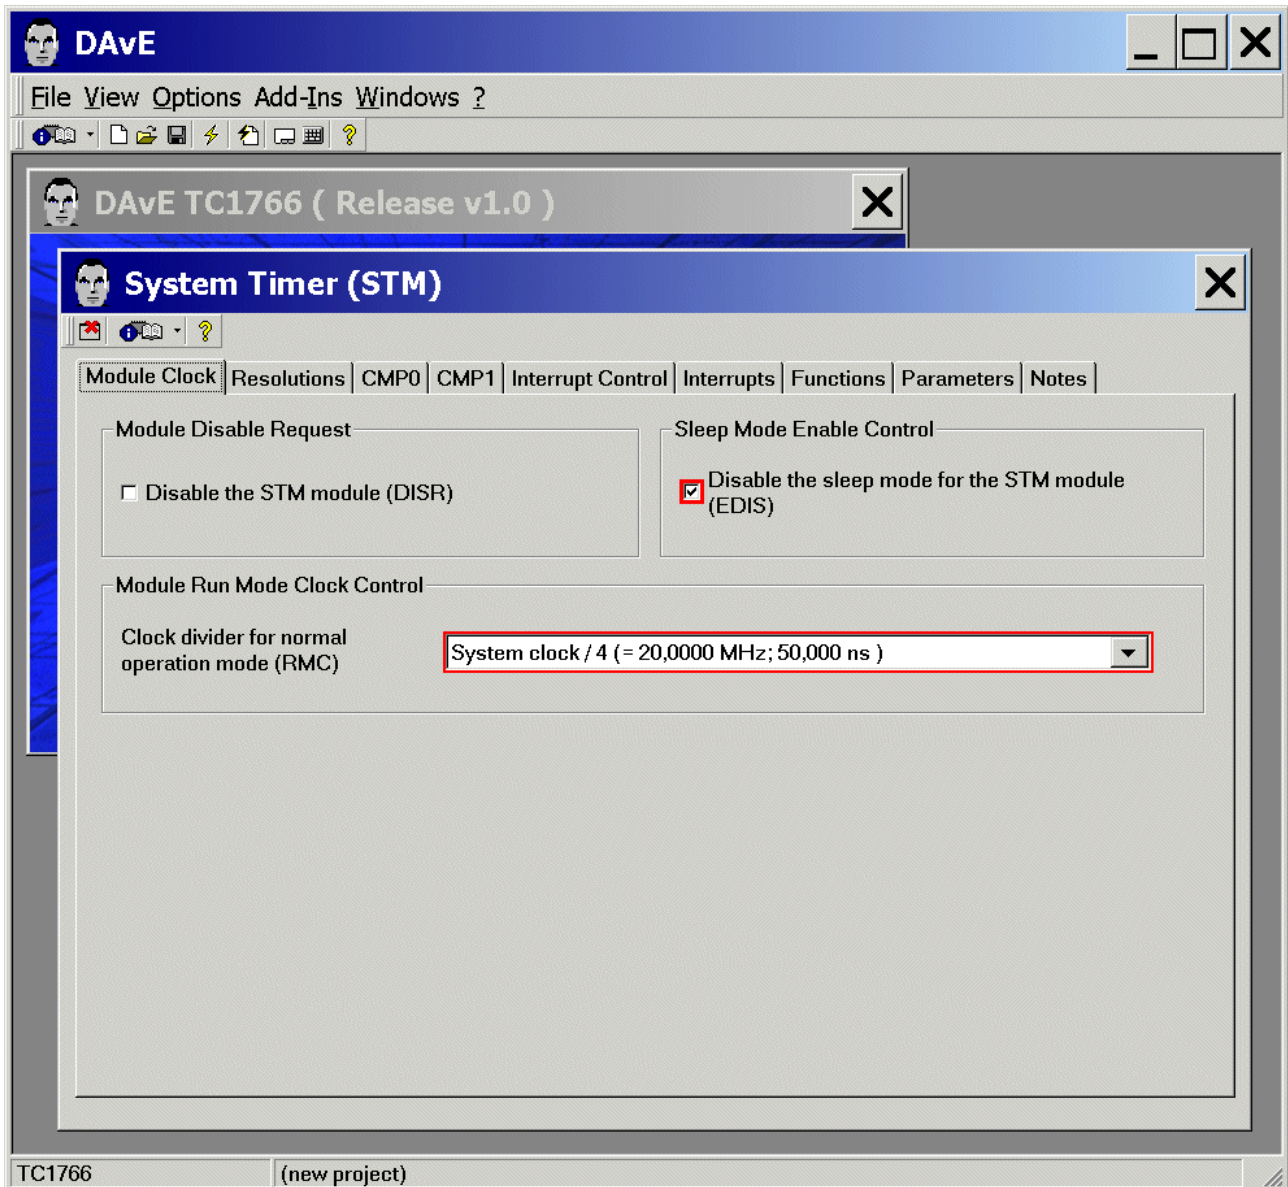 DAvE
File View Options Add-Ins Windows ?
DAvE TC1766 ( Release v1.0 )
System Timer (STM)
Module Clock Resolutions CMP0 CMP1 Interrupt Control Interrupts Functions Parameters Notes
Module Disable Request
Disable the STM module (DISR)
Sleep Mode Enable Control
Disable the sleep mode for the STM module
(EDIS)
Module Run Mode Clock Control
Clock divider for normal
operation mode (RMC)
System clock / 4 (= 20,0000 MHz; 50,000 ns )
TC1766
(new project)